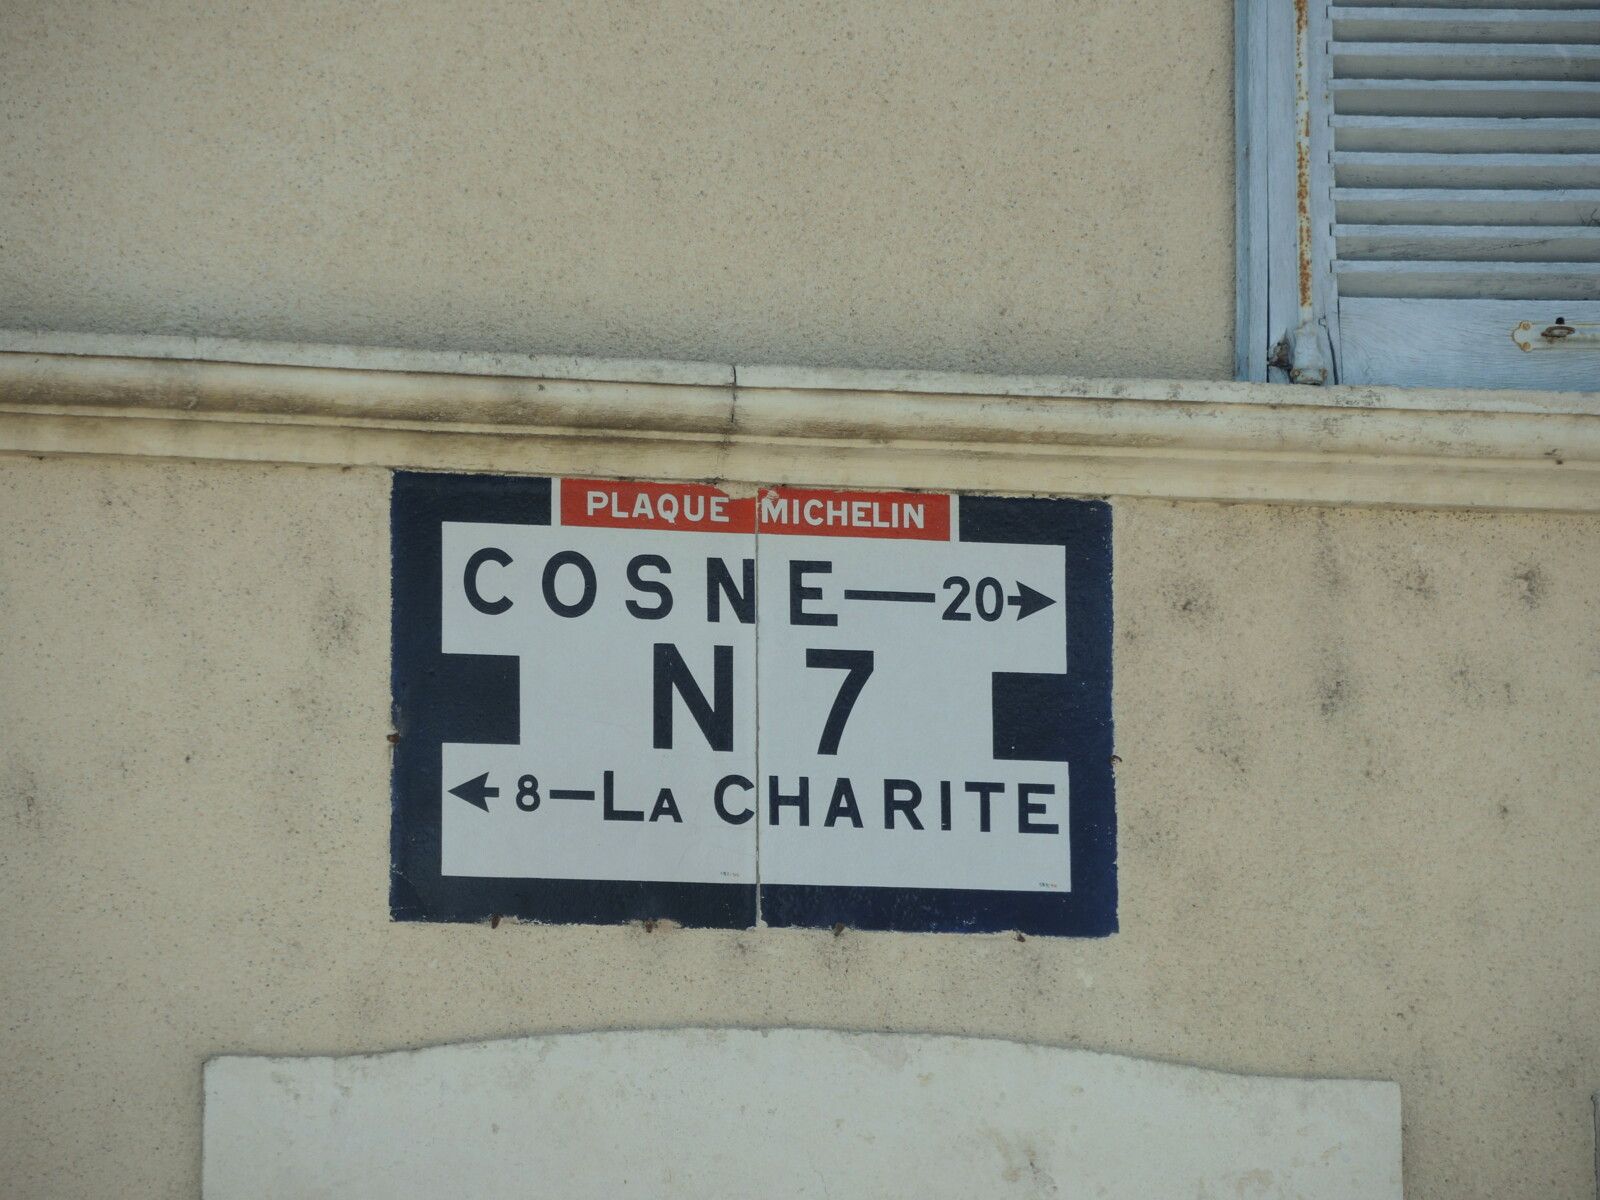 PLAQUE MICHELIN
COSNE—20→
N 7
←8—LA CHARITE